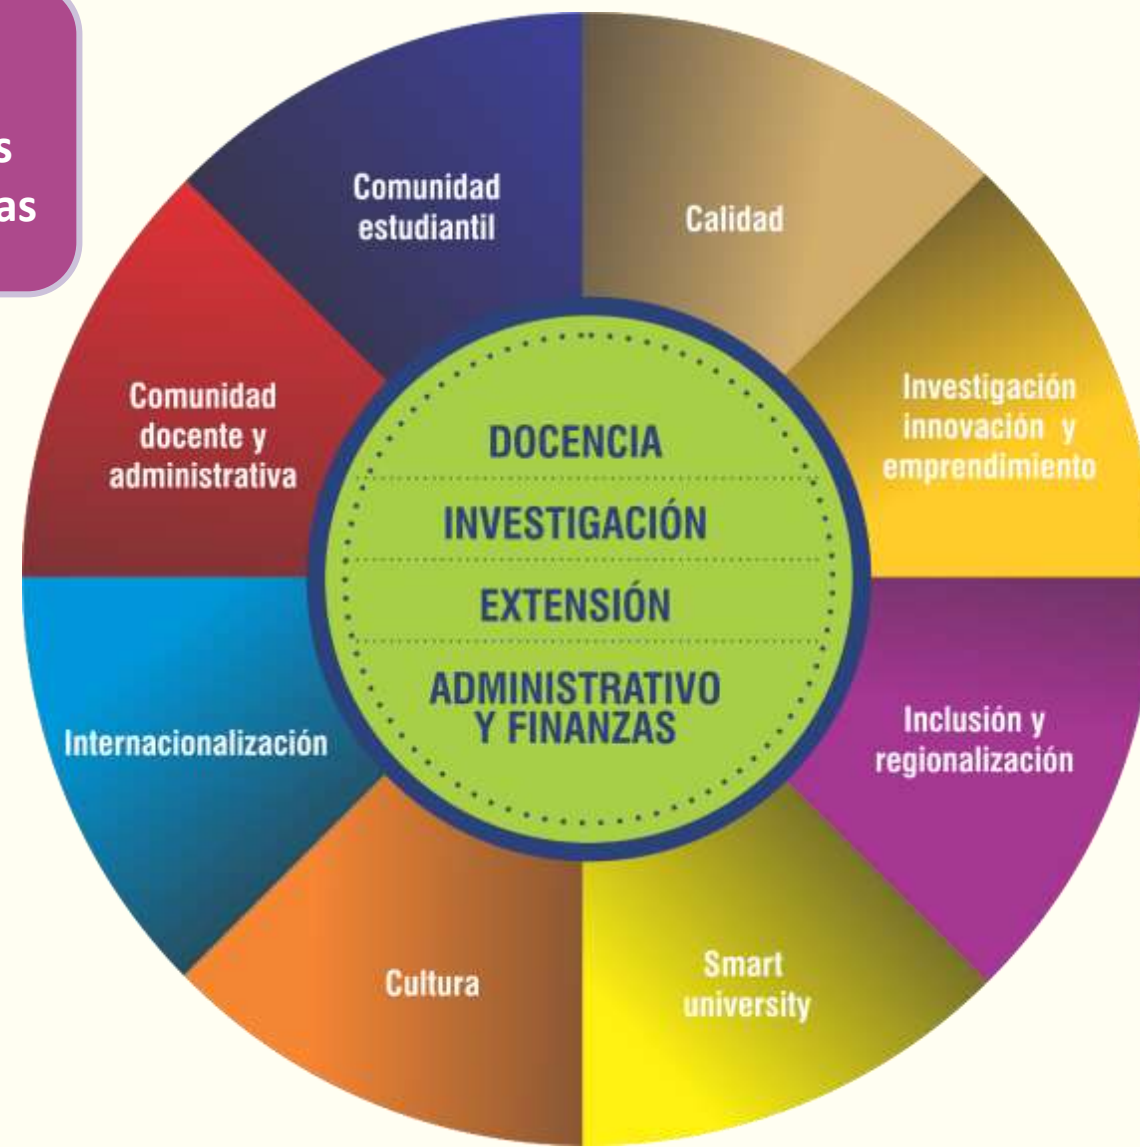 Comunidad
estudiantil
Calidad
Investigación
innovación y
emprendimiento
Inclusión y
regionalización
Smart
university
Cultura
Internacionalización
Comunidad
docente y
administrativa
DOCENCIA
INVESTIGACIÓN
EXTENSIÓN
ADMINISTRATIVO
Y FINANZAS